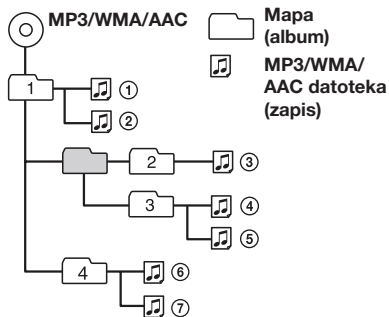 MP3/WMA/AAC
Mapa
(album)
MP3/WMA/
AAC datoteka
(zapis)
1
①
②
2
③
3
④
⑤
4
⑥
⑦